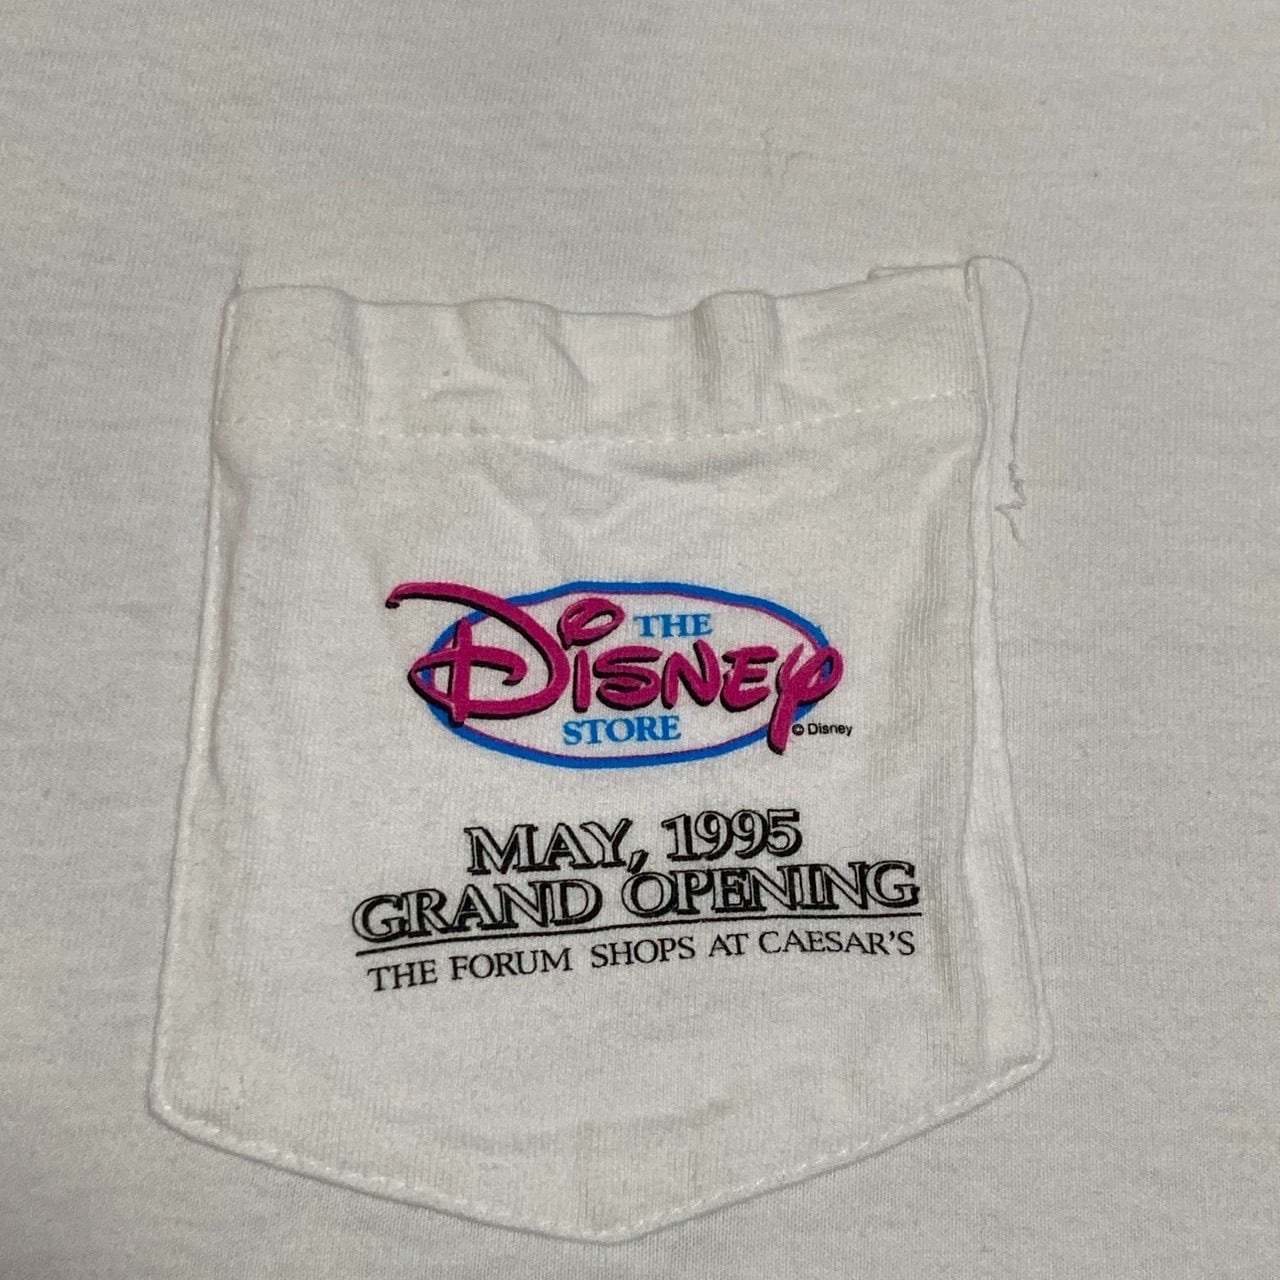 THE
Disney
STORE
© Disney
MAY, 1995
GRAND OPENING
THE FORUM SHOPS AT CAESAR'S